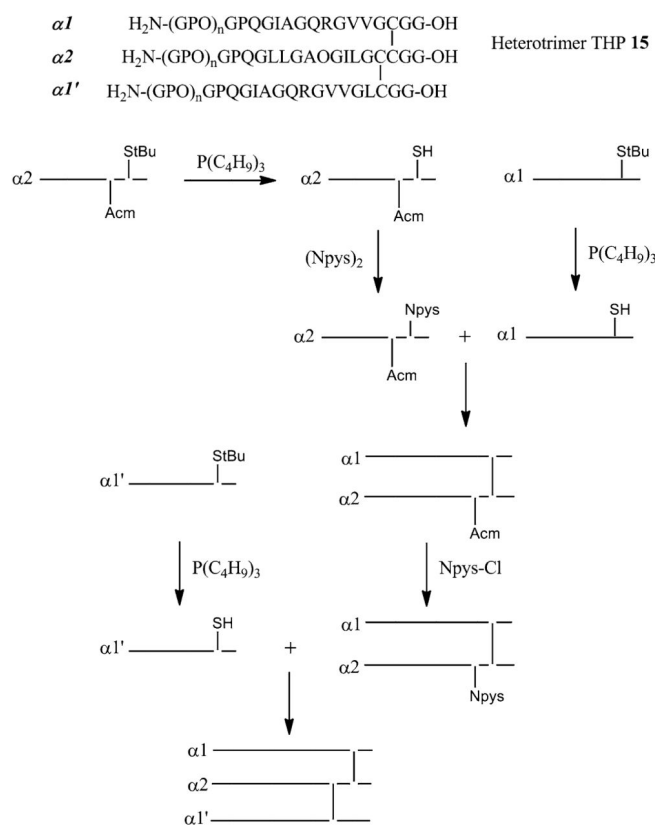 α1 H₂N-(GPO)ₙGPQGIAGQRGVVGCGG-OH
α2 H₂N-(GPO)ₙGPQGLLGAOGILGCCGG-OH Heterotrimer THP 15
α1' H₂N-(GPO)ₙGPQGIAGQRGVVGLCGG-OH
StBu
α2 Acm
P(C₄H₉)₃
SH
α2 Acm
StBu
α1
(Npys)₂
P(C₄H₉)₃
Npys
α2 Acm
+
SH
α1
StBu
α1'
α1
α2
Acm
P(C₄H₉)₃
Npys-Cl
SH
α1'
+
α1
α2
Npys
α1
α2
α1'